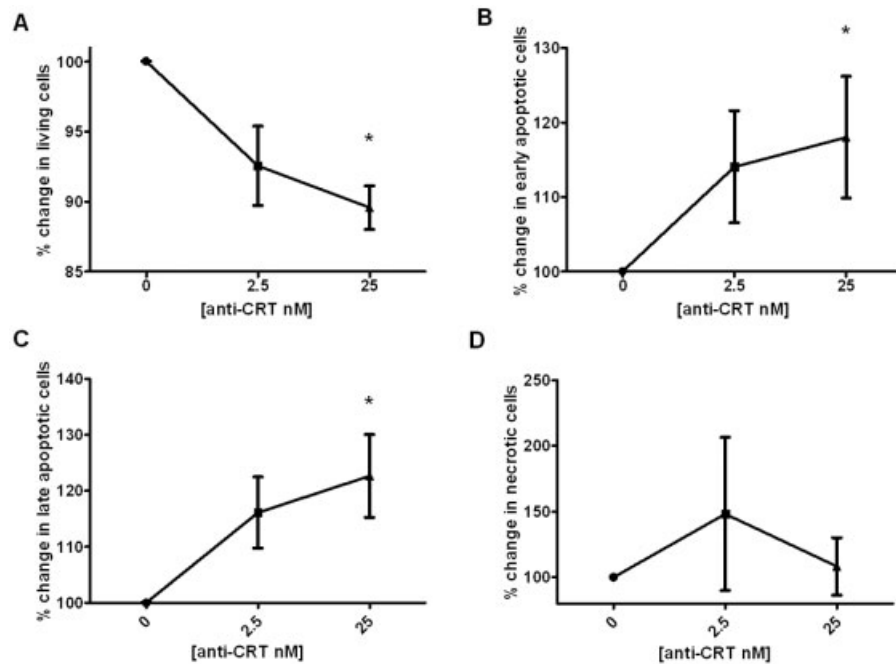 A
% change in living cells
100
95
90
85
*
0 2.5 25
[anti-CRT nM]
B
% change in early apoptotic cells
130
120
110
100
*
0 2.5 25
[anti-CRT nM]
C
% change in late apoptotic cells
140
130
120
110
100
*
0 2.5 25
[anti-CRT nM]
D
% change in necrotic cells
250
200
150
100
0 2.5 25
[anti-CRT nM]